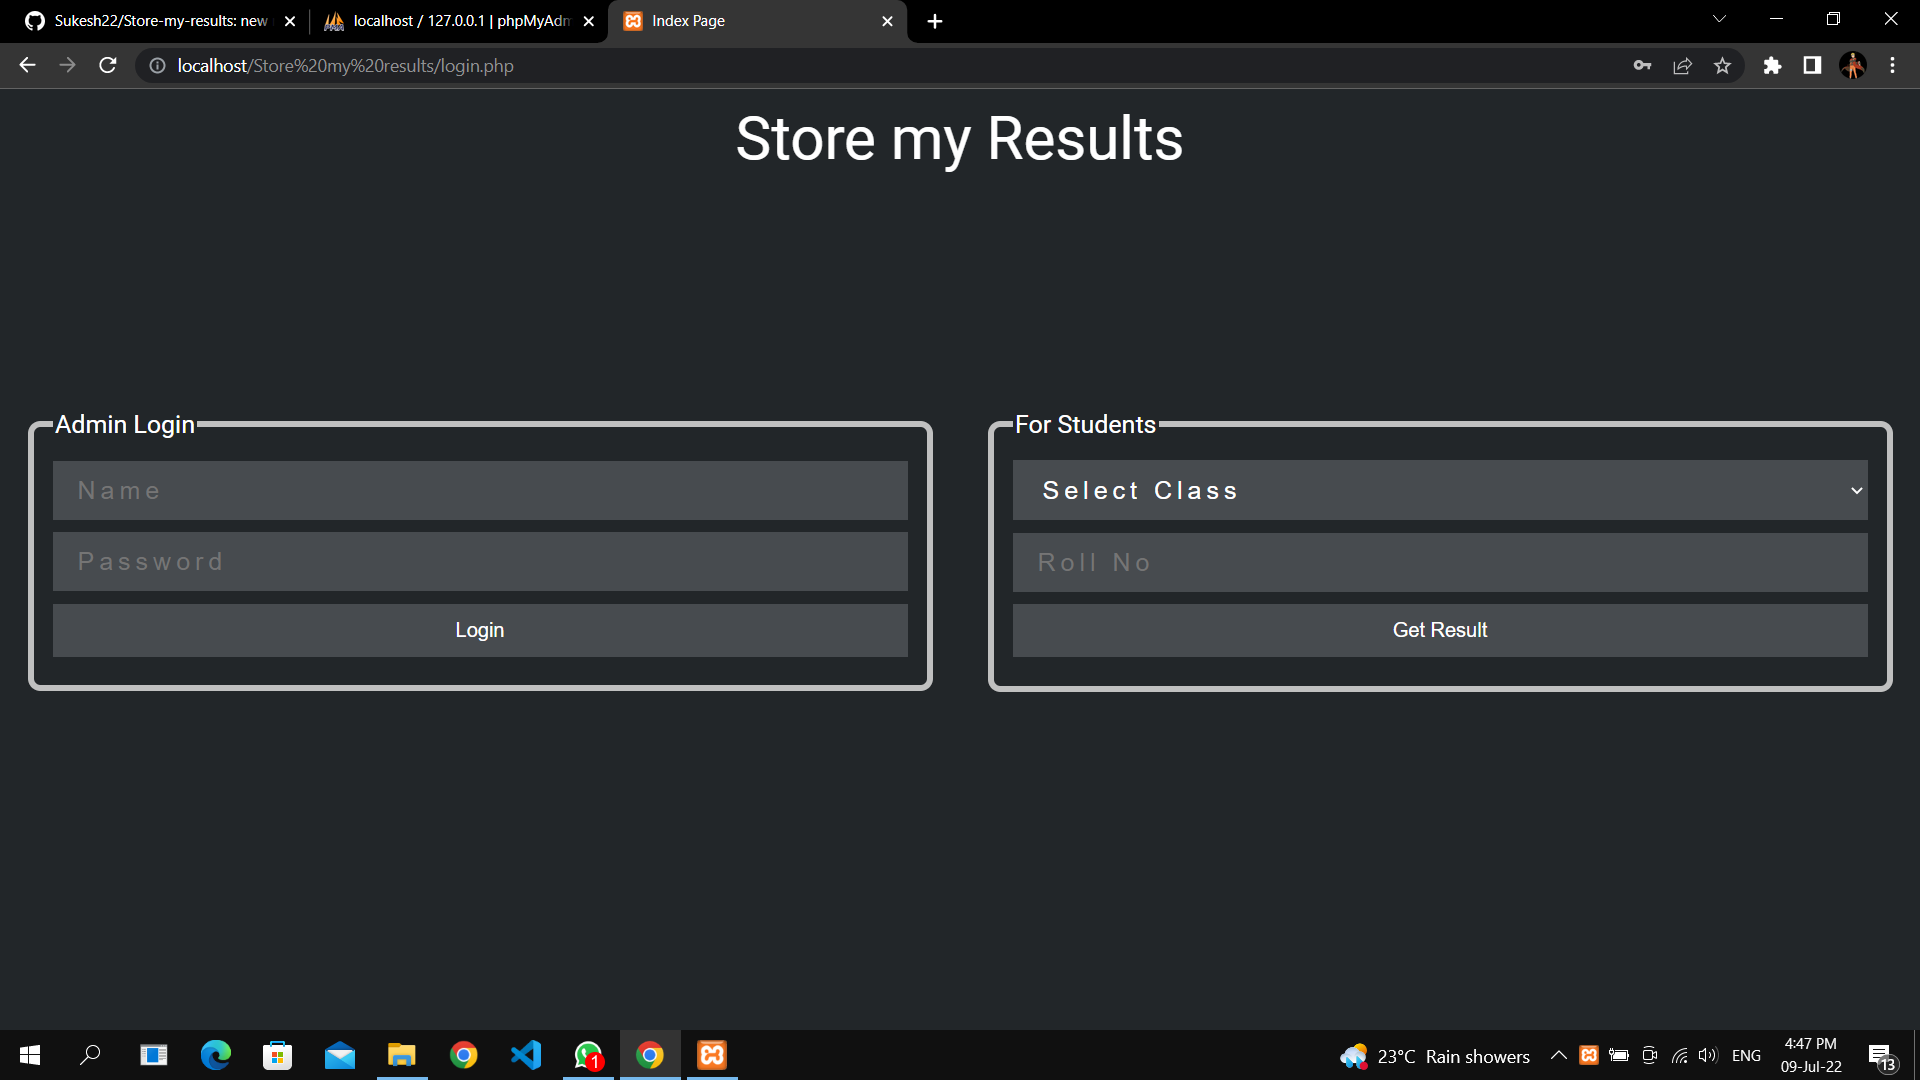 Sukesh22/Store-my-results: new
localhost / 127.0.0.1 | phpMyAdm
Index Page
localhost/Store%20my%20results/login.php
Store my Results
Admin Login
Name
Password
Login
For Students
Select Class
Roll No
Get Result
1
23°C Rain showers
ENG
4:47 PM
09-Jul-22
13